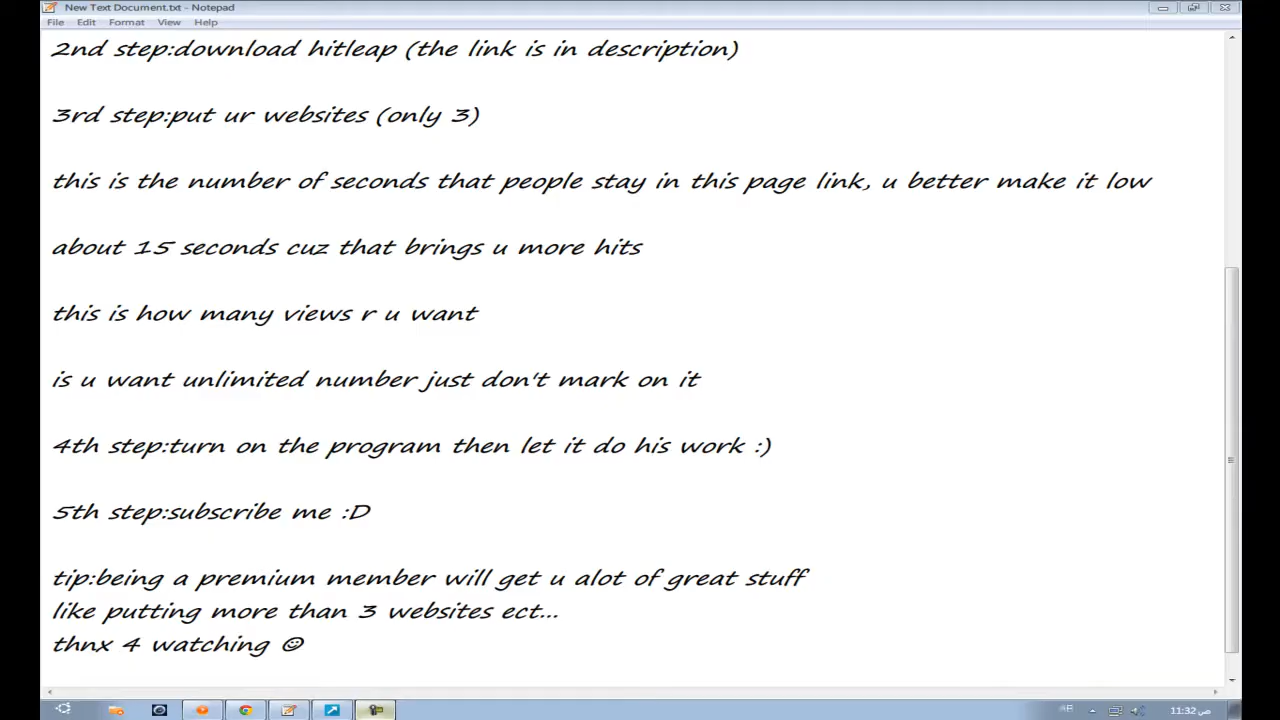 New Text Document.txt - Notepad
File Edit Format View Help
2nd step:download hitleap (the link is in description)
3rd step:put ur websites (only 3)
this is the number of seconds that people stay in this page link, u better make it low
about 15 seconds cuz that brings u more hits
this is how many views r u want
is u want unlimited number just don't mark on it
4th step:turn on the program then let it do his work :)
5th step:subscribe me :D
tip:being a premium member will get u alot of great stuff
like putting more than 3 websites ect...
thnx 4 watching ☺
11:32 ص